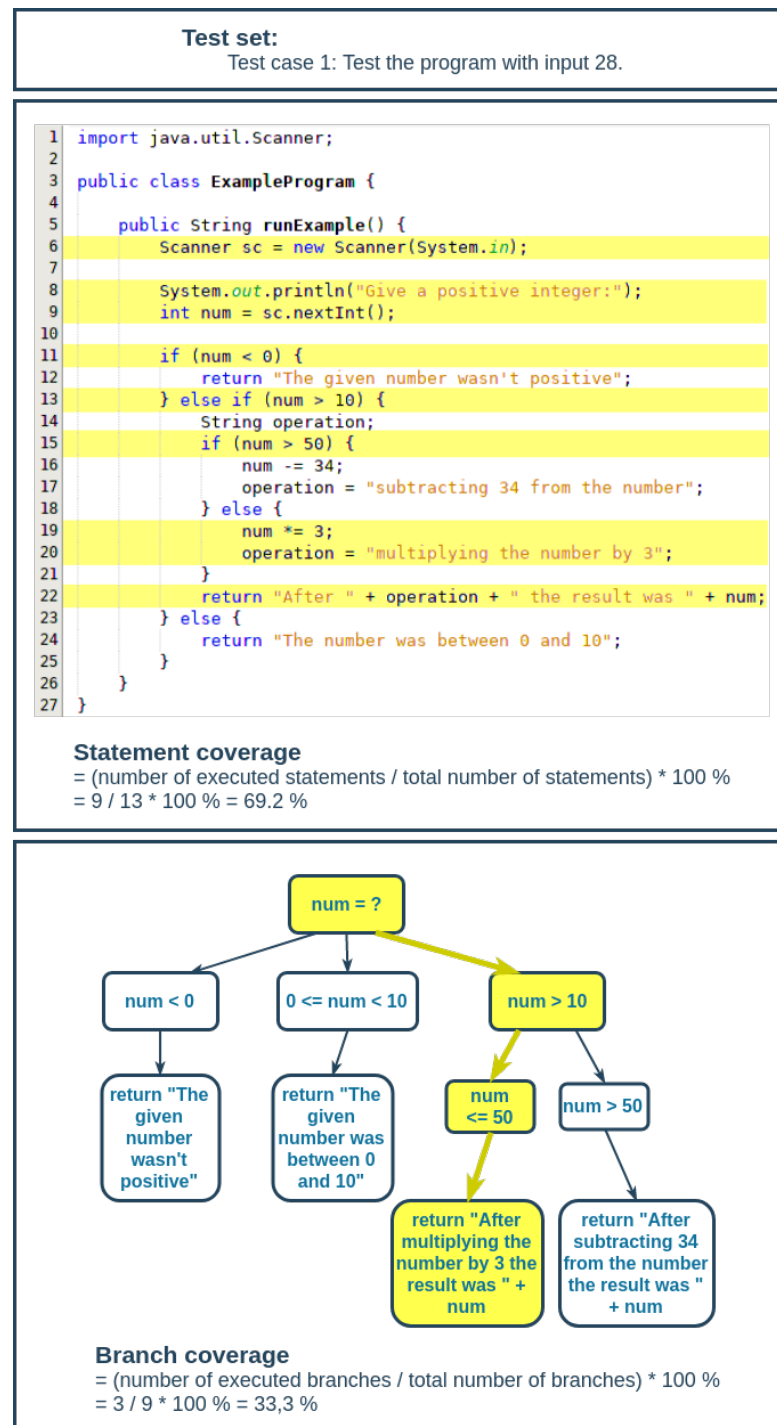 Test set:
Test case 1: Test the program with input 28.
1 import java.util.Scanner;
2
3 public class ExampleProgram {
4
5     public String runExample() {
6         Scanner sc = new Scanner(System.in);
7
8         System.out.println("Give a positive integer:");
9         int num = sc.nextInt();
10
11         if (num < 0) {
12             return "The given number wasn't positive";
13         } else if (num > 10) {
14             String operation;
15             if (num > 50) {
16                 num -= 34;
17                 operation = "subtracting 34 from the number";
18             } else {
19                 num *= 3;
20                 operation = "multiplying the number by 3";
21             }
22             return "After " + operation + " the result was " + num;
23         } else {
24             return "The number was between 0 and 10";
25         }
26     }
27 }
Statement coverage
= (number of executed statements / total number of statements) * 100 %
= 9 / 13 * 100 % = 69.2 %
num = ?
num < 0
0 <= num < 10
num > 10
return "The
given
number
wasn't
positive"
return "The
given
number was
between 0
and 10"
num
<= 50
num > 50
return "After
multiplying the
number by 3 the
result was " +
num
return "After
subtracting 34
from the number
the result was "
+ num
Branch coverage
= (number of executed branches / total number of branches) * 100 %
= 3 / 9 * 100 % = 33,3 %